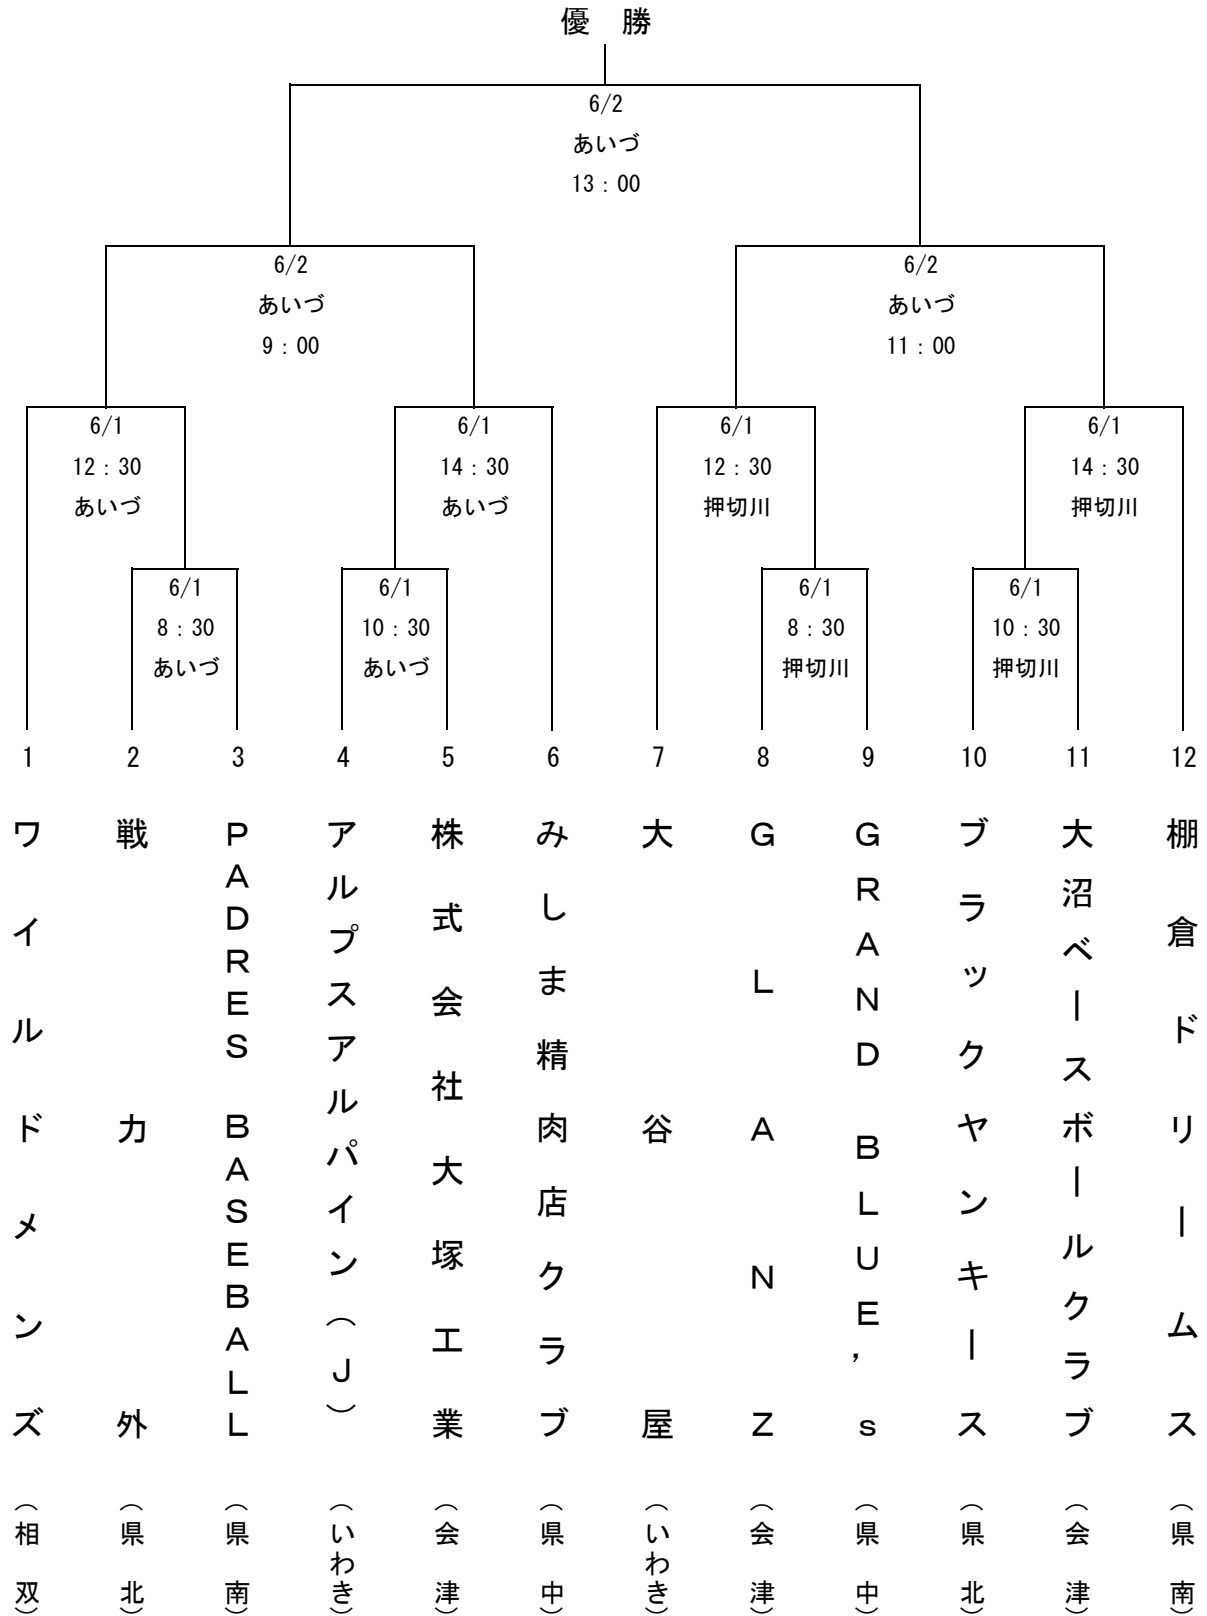 優　勝
6/2
あいづ
13：00
6/2
あいづ
9：00
6/2
あいづ
11：00
6/1
12：30
あいづ
6/1
14：30
あいづ
6/1
12：30
押切川
6/1
14：30
押切川
6/1
8：30
あいづ
6/1
10：30
あいづ
6/1
8：30
押切川
6/1
10：30
押切川
1
2
3
4
5
6
7
8
9
10
11
12
ワイルドメンズ
戦力外
ＰＡＤＲＥＳ　ＢＡＳＥＢＡＬＬ
アルプスアルパイン（Ｊ）
株式会社大塚工業
みしま精肉店クラブ
大谷屋
ＧＬＡＮＺ
ＧＲＡＮＤ　ＢＬＵＥ’ｓ
ブラックヤンキース
大沼ベースボールクラブ
棚倉ドリームス
（相　双）
（県　北）
（県　南）
（いわき）
（会　津）
（県　中）
（いわき）
（会　津）
（県　中）
（県　北）
（会　津）
（県　南）